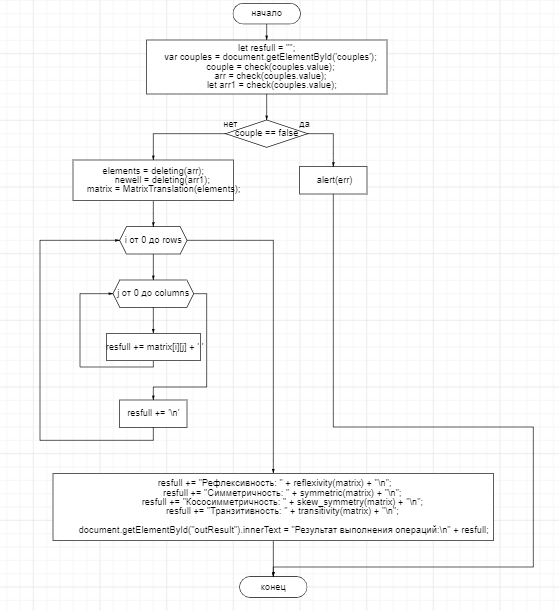 начало
let resfull = "";
var couples = document.getElementById('couples');
couple = check(couples.value);
arr = check(couples.value);
let arr1 = check(couples.value);
нет
да
couple == false
elements = deleting(arr);
newell = deleting(arr1);
matrix = MatrixTranslation(elements);
alert(err)
i от 0 до rows
j от 0 до columns
resfull += matrix[i][j] + ' '
resfull += '\n'
resfull += "Рефлексивность: " + reflexivity(matrix) + "\n";
resfull += "Симметричность: " + symmetric(matrix) + "\n";
resfull += "Кососимметричность: " + skew_symmetry(matrix) + "\n";
resfull += "Транзитивность: " + transitivity(matrix) + "\n";
document.getElementById("outResult").innerText = "Результат выполнения операций:\n" + resfull;
конец